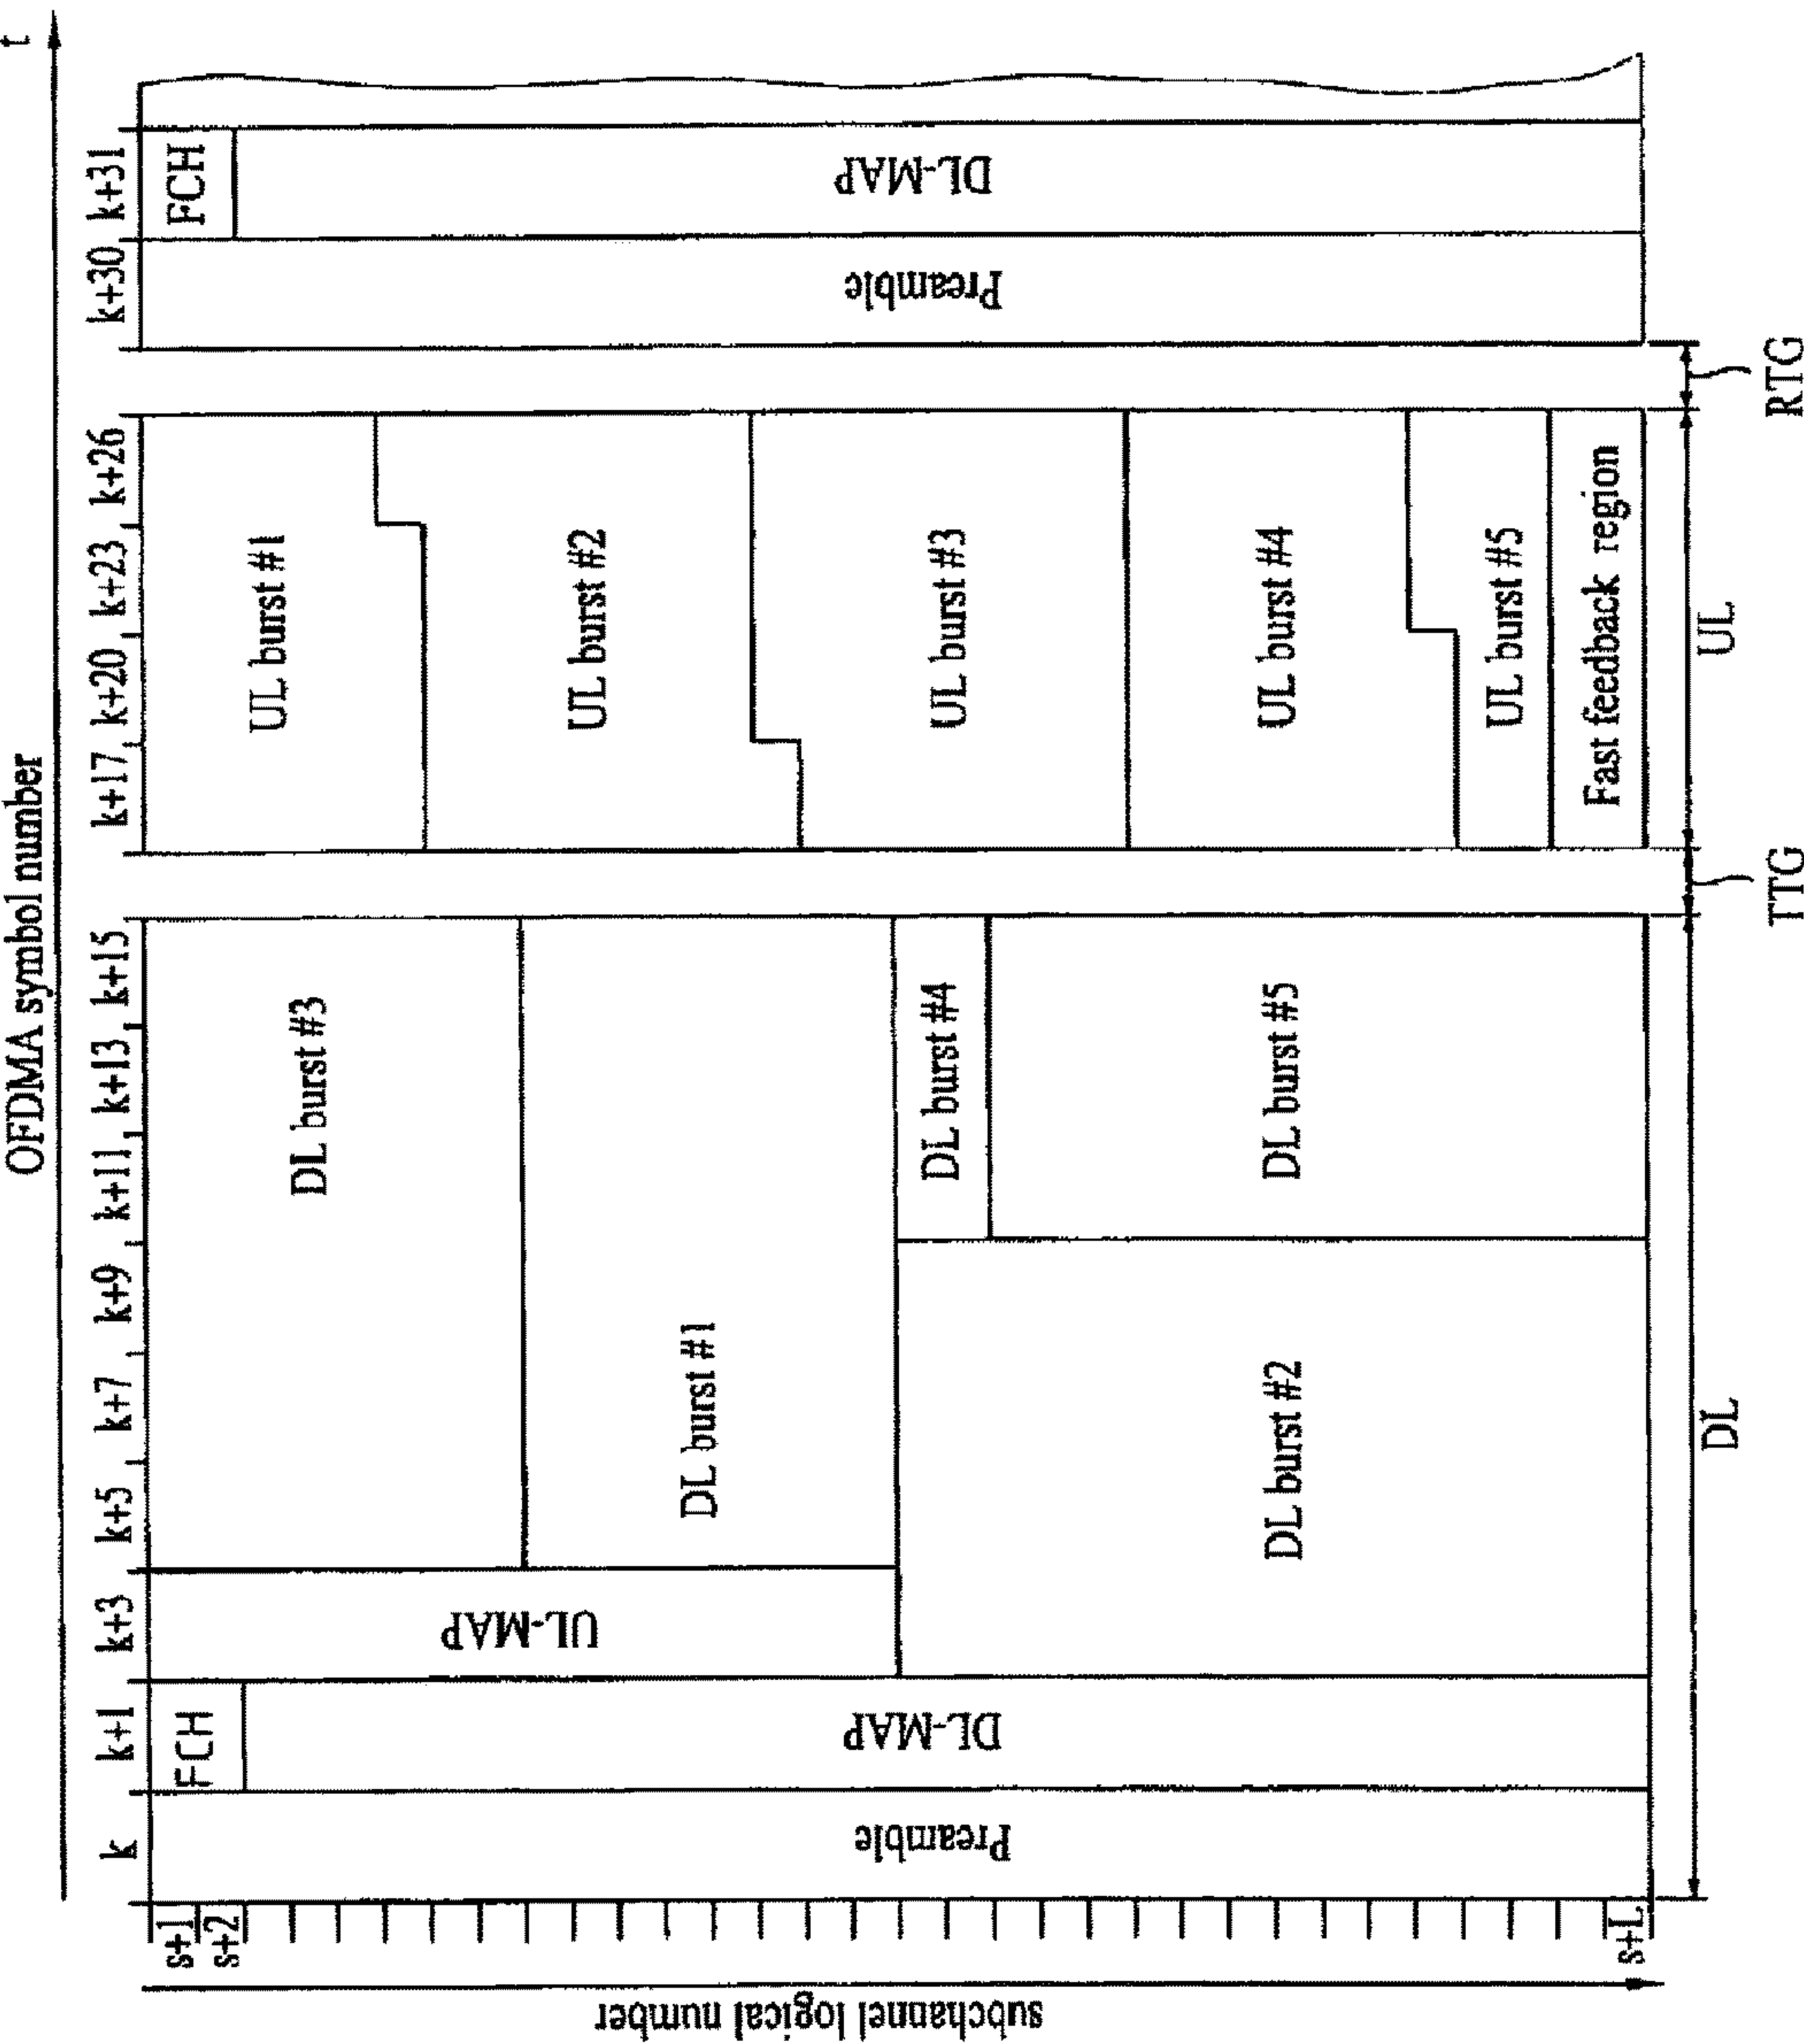 OFDMA symbol number
t
k
k+1
k+3
k+5
k+7
k+9
k+11
k+13
k+15
k+17
k+20
k+23
k+26
k+30
k+31
subchannel logical number
s+1
s+2
s+L
Preamble
FCH
DL-MAP
UL-MAP
DL burst #3
DL burst #1
DL burst #2
DL burst #4
DL burst #5
UL burst #1
UL burst #2
UL burst #3
UL burst #4
UL burst #5
Fast feedback region
Preamble
FCH
DL-MAP
DL
TTG
UL
RTG